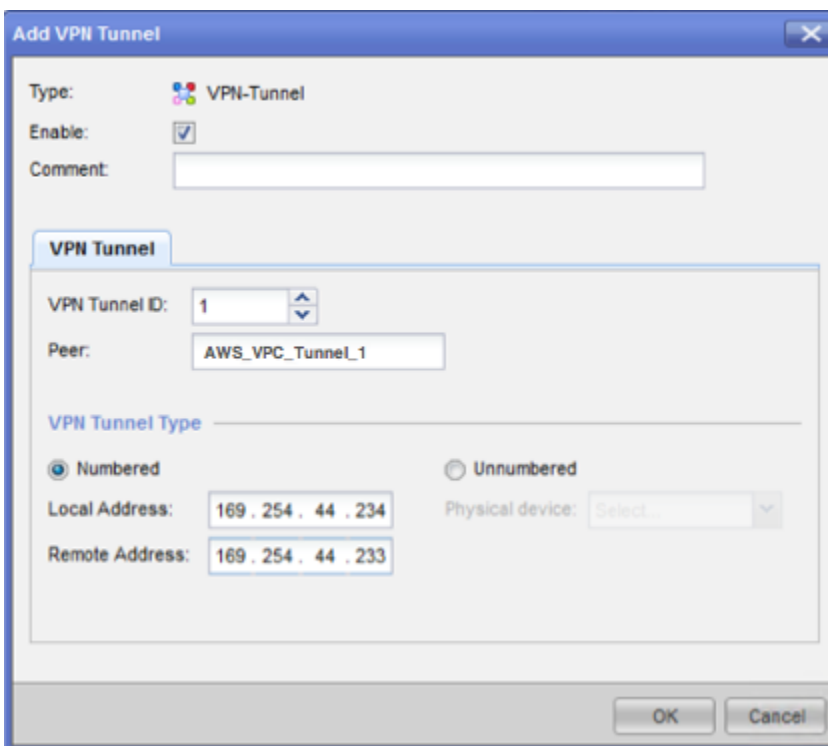 Add VPN Tunnel
Type: VPN-Tunnel
Enable:
Comment:
VPN Tunnel
VPN Tunnel ID: 1
Peer: AWS_VPC_Tunnel_1
VPN Tunnel Type
Numbered Unnumbered
Local Address: 169 . 254 . 44 . 234 Physical device: Select...
Remote Address: 169 . 254 . 44 . 233
OK Cancel